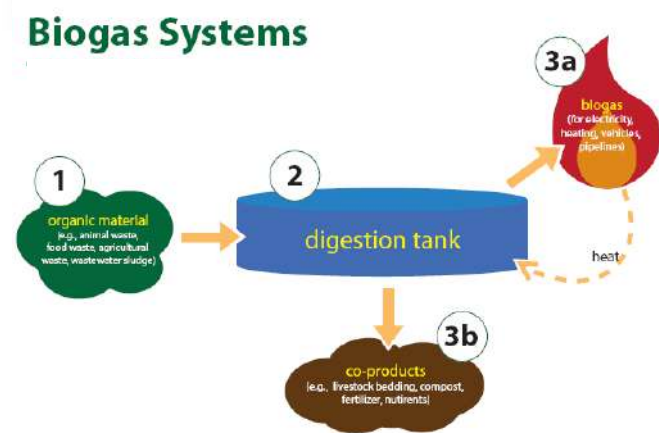 Biogas Systems
1
organic material
(e.g., animal waste,
food waste, agricultural
waste, wastewater sludge)
2
digestion tank
3a
biogas
(for electricity,
heating, vehicles,
pipelines)
heat
3b
co-products
(e.g., livestock bedding, compost,
fertilizer, nutirents)